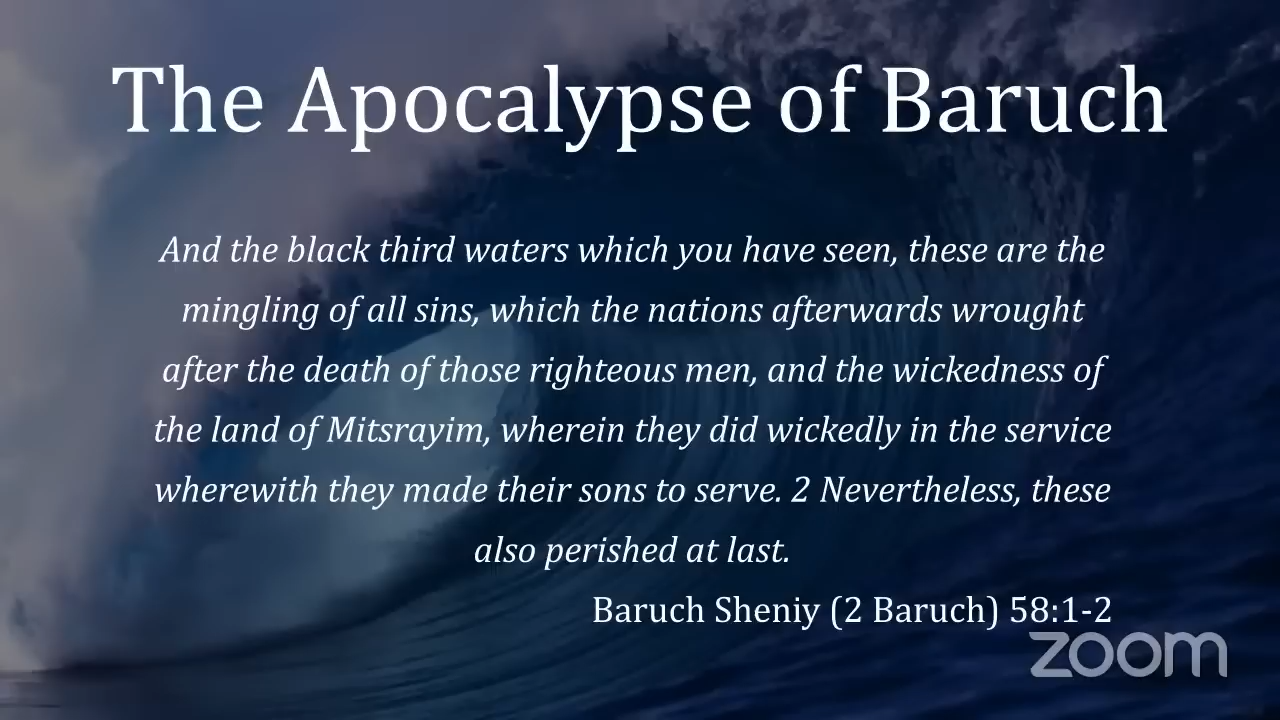 The Apocalypse of Baruch
And the black third waters which you have seen, these are the
mingling of all sins, which the nations afterwards wrought
after the death of those righteous men, and the wickedness of
the land of Mitsrayim, wherein they did wickedly in the service
wherewith they made their sons to serve. 2 Nevertheless, these
also perished at last.
Baruch Sheniy (2 Baruch) 58:1-2
zoom